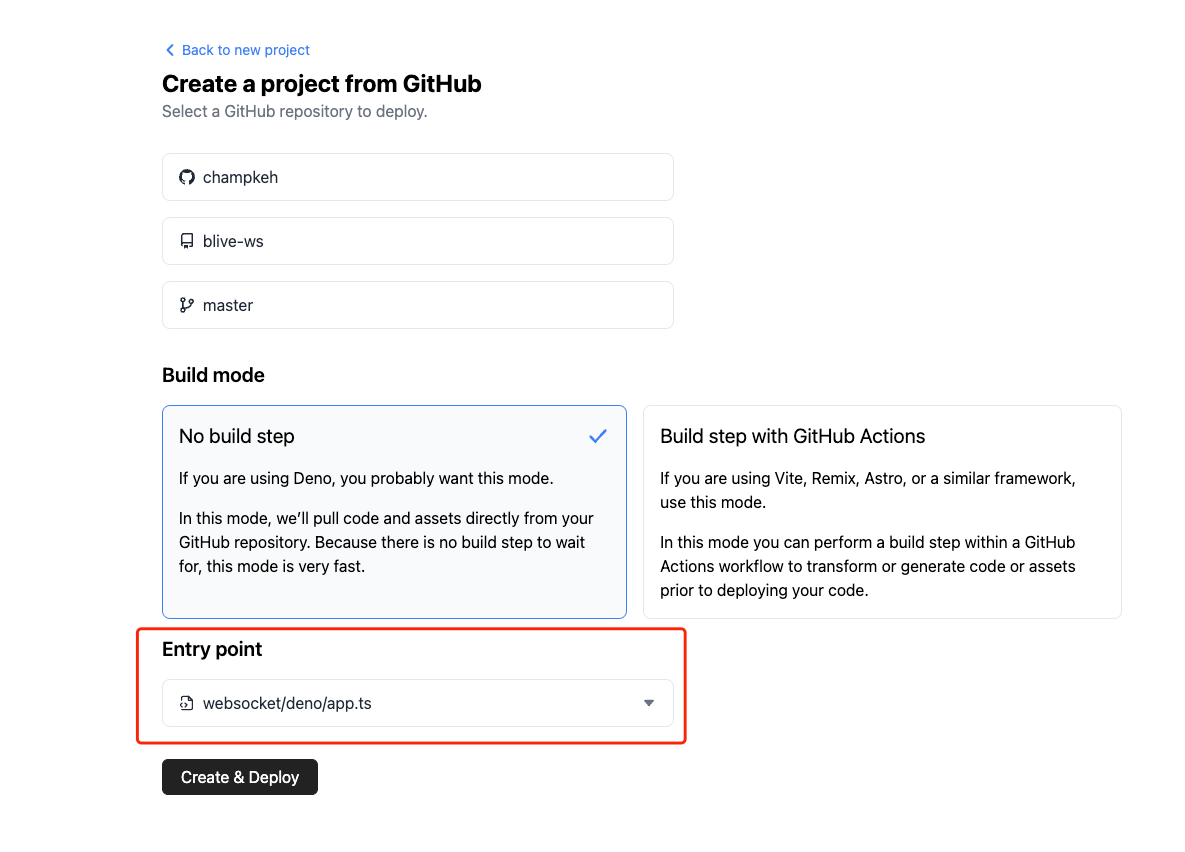 Back to new project
Create a project from GitHub
Select a GitHub repository to deploy.
champkeh
blive-ws
master
Build mode
No build step
If you are using Deno, you probably want this mode.
In this mode, we’ll pull code and assets directly from your
GitHub repository. Because there is no build step to wait
for, this mode is very fast.
Build step with GitHub Actions
If you are using Vite, Remix, Astro, or a similar framework,
use this mode.
In this mode you can perform a build step within a GitHub
Actions workflow to transform or generate code or assets
prior to deploying your code.
Entry point
websocket/deno/app.ts
Create & Deploy